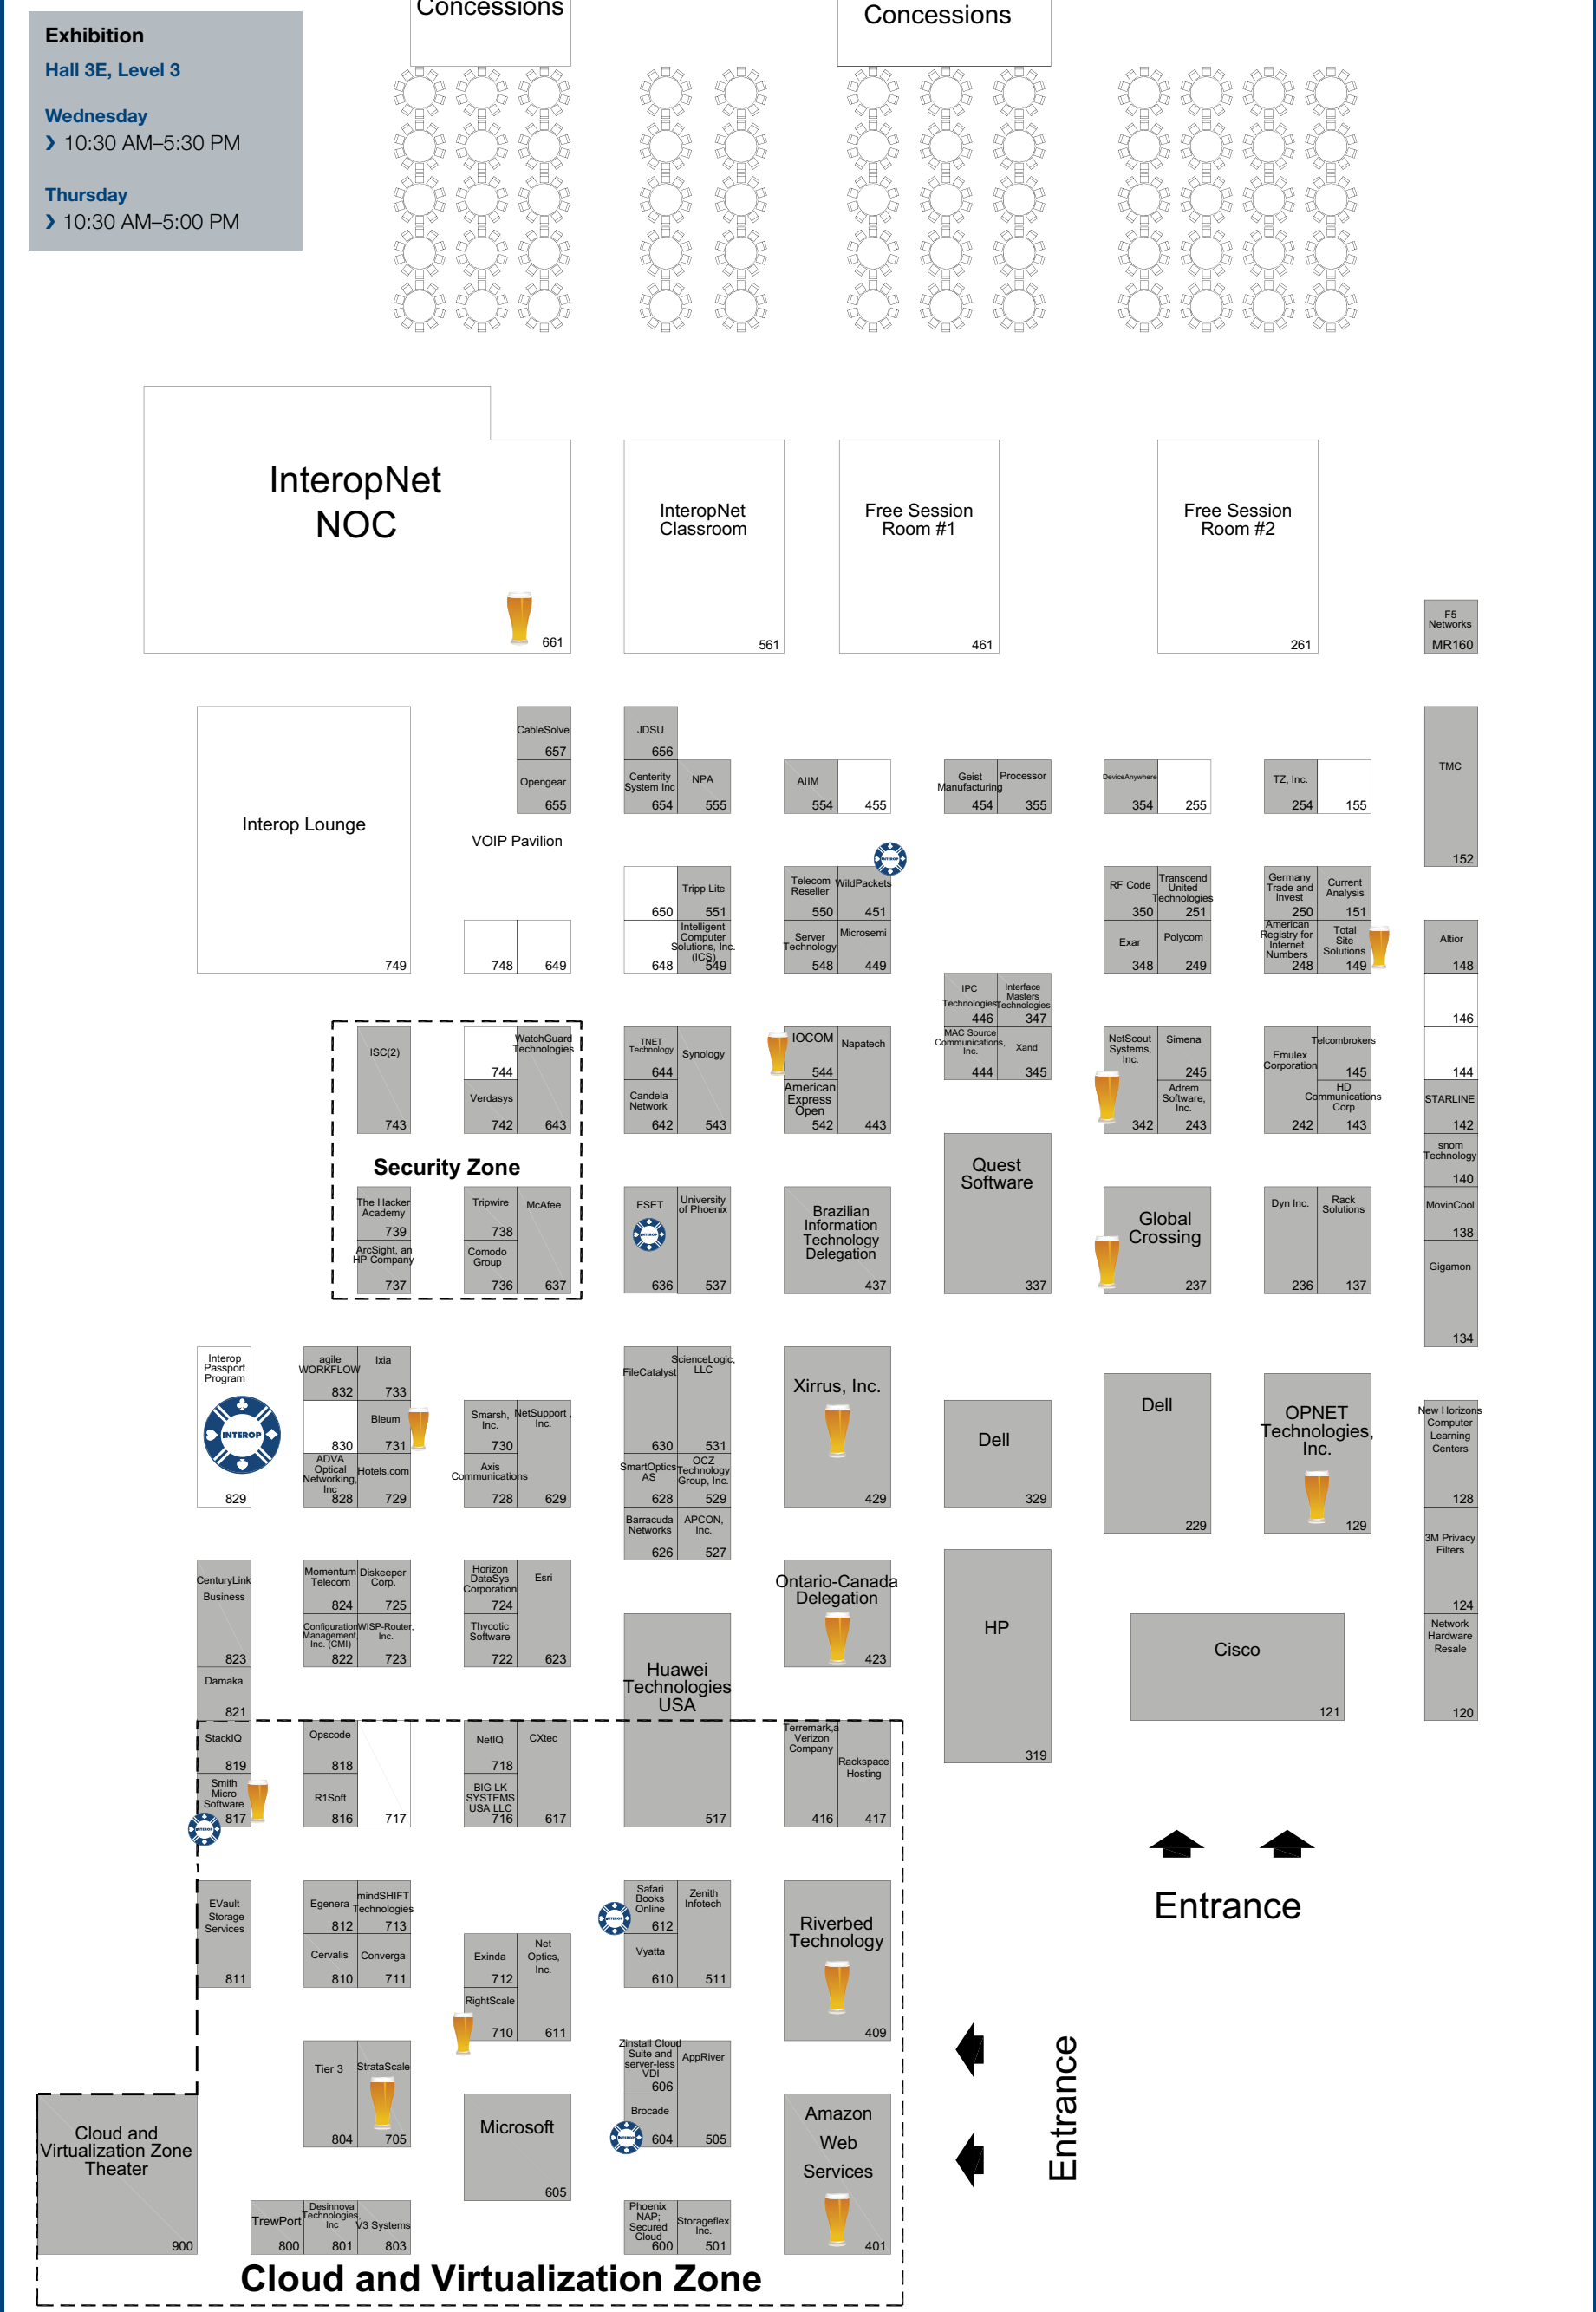 Concessions
Concessions
Exhibition
Hall 3E, Level 3
Wednesday
› 10:30 AM–5:30 PM
Thursday
› 10:30 AM–5:00 PM
InteropNet
NOC
661
InteropNet
Classroom
561
Free Session
Room #1
461
Free Session
Room #2
261
F5
Networks
MR160
Interop Lounge
749
CableSolve
657
Opengear
655
VOIP Pavilion
748
649
JDSU
656
Centerity
System Inc
654
NPA
555
AIIM
554
455
Geist
Manufacturing
454
Processor
355
DeviceAnywhere
354
255
TZ, Inc.
254
155
TMC
152
650
Tripp Lite
551
648
Intelligent
Computer
Solutions, Inc.
(ICS)
549
Telecom
Reseller
550
WildPackets
451
INTEROP
Server
Technology
548
Microsemi
449
RF Code
350
Transcend
United
Technologies
251
Exar
348
Polycom
249
Germany
Trade and
Invest
250
Current
Analysis
151
American
Registry for
Internet
Numbers
248
Total
Site
Solutions
149
Altior
148
146
144
STARLINE
142
snom
Technology
140
MovinCool
138
Gigamon
134
IPC
Technologies
446
Interface
Masters
Technologies
347
MAC Source
Communications,
Inc.
444
Xand
345
ISC(2)
743
744
WatchGuard
Technologies
643
Verdasys
742
Security Zone
The Hacker
Academy
739
ArcSight, an
HP Company
737
Tripwire
738
Comodo
Group
736
McAfee
637
TNET
Technology
644
Synology
543
Candela
Network
642
IOCOM
544
Napatech
443
American
Express
Open
542
NetScout
Systems,
Inc.
342
Simena
245
Adrem
Software,
Inc.
243
Emulex
Corporation
242
Telcombrokers
145
HD
Communications
Corp
143
ESET
INTEROP
636
University
of Phoenix
537
Brazilian
Information
Technology
Delegation
437
Quest
Software
337
Global
Crossing
237
Dyn Inc.
236
Rack
Solutions
137
Interop
Passport
Program
INTEROP
829
agile
WORKFLOW
832
Ixia
733
830
Bleum
731
ADVA
Optical
Networking,
Inc
828
Hotels.com
729
Smarsh,
Inc.
730
NetSupport ,
Inc.
629
Axis
Communications
728
FileCatalyst
630
ScienceLogic,
LLC
531
SmartOptics
AS
628
OCZ
Technology
Group, Inc.
529
Barracuda
Networks
626
APCON,
Inc.
527
Xirrus, Inc.
429
Dell
329
Dell
229
OPNET
Technologies,
Inc.
129
New Horizons
Computer
Learning
Centers
128
3M Privacy
Filters
124
Network
Hardware
Resale
120
CenturyLink
Business
823
Damaka
821
Momentum
Telecom
824
Diskeeper
Corp.
725
Configuration
Management,
Inc. (CMI)
822
WISP-Router,
Inc.
723
Horizon
DataSys
Corporation
724
Esri
623
Thycotic
Software
722
Huawei
Technologies
USA
517
Ontario-Canada
Delegation
423
HP
319
Cisco
121
StackIQ
819
Smith
Micro
Software
817
INTEROP
Opscode
818
R1Soft
816
717
NetIQ
718
CXtec
617
BIG LK
SYSTEMS
USA LLC
716
Terremark,a
Verizon
Company
416
Rackspace
Hosting
417
Entrance
EVault
Storage
Services
811
Egenera
812
mindSHIFT
Technologies
713
Cervalis
810
Converga
711
Exinda
712
Net
Optics,
Inc.
611
RightScale
710
Safari
Books
Online
612
INTEROP
Zenith
Infotech
511
Vyatta
610
Riverbed
Technology
409
Entrance
Tier 3
804
StrataScale
705
Microsoft
605
Zinstall Cloud
Suite and
server-less
VDI
606
AppRiver
505
Brocade
604
INTEROP
Amazon
Web
Services
401
Cloud and
Virtualization Zone
Theater
900
TrewPort
800
Desinnova
Technologies,
Inc
801
V3 Systems
803
Phoenix
NAP;
Secured
Cloud
600
Storageflex
Inc.
501
Cloud and Virtualization Zone